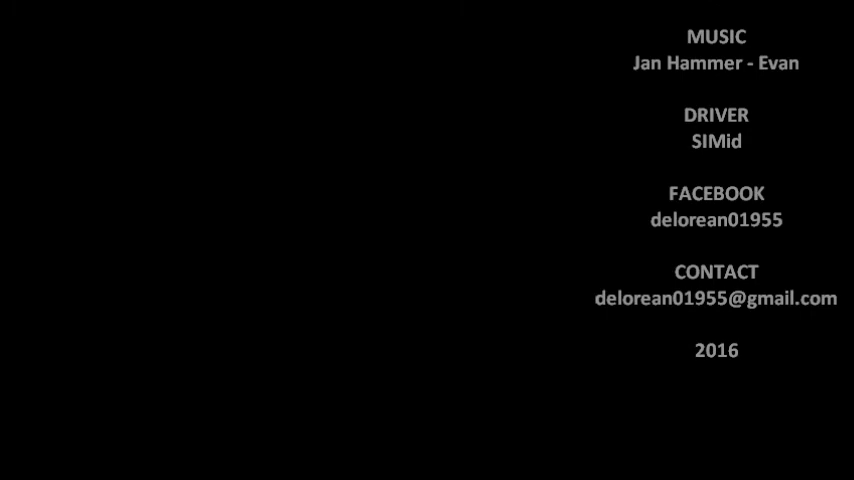 MUSIC
Jan Hammer - Evan
DRIVER
SIMid
FACEBOOK
delorean01955
CONTACT
delorean01955@gmail.com
2016